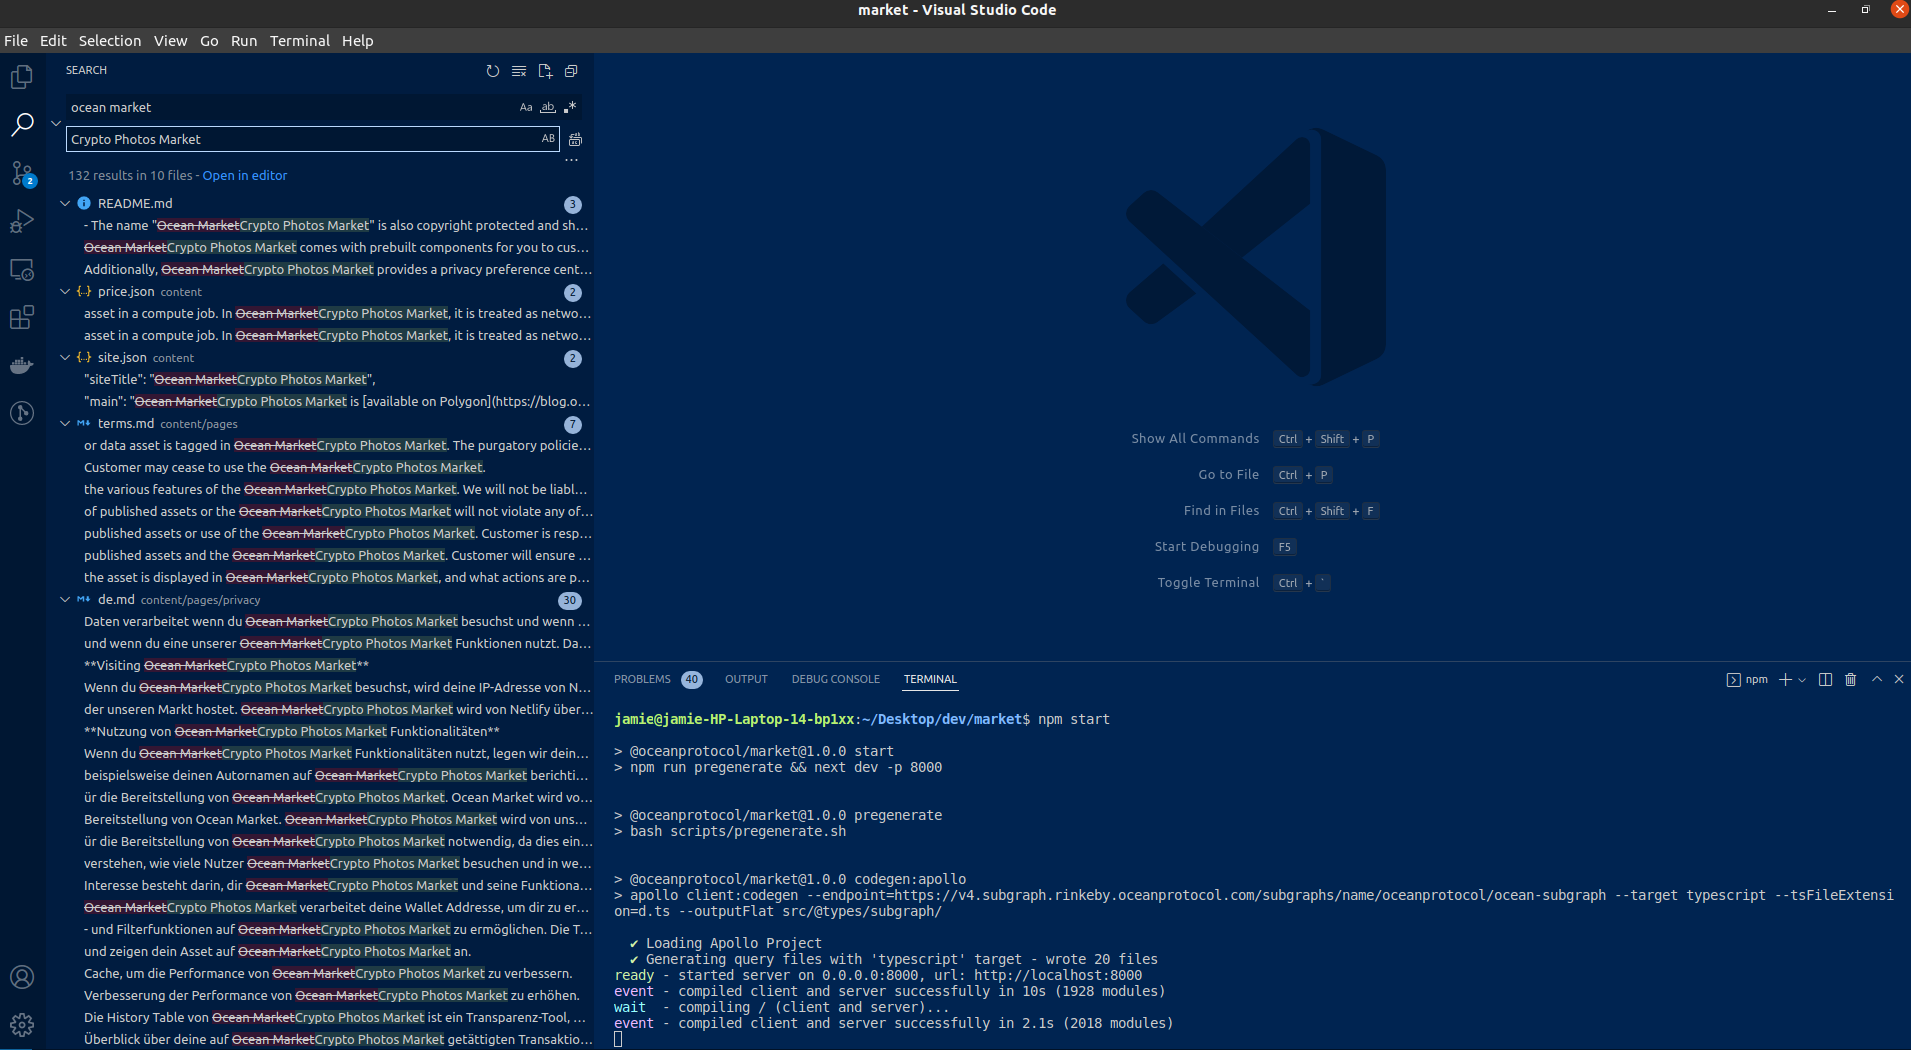 market - Visual Studio Code
File Edit Selection View Go Run Terminal Help
SEARCH
ocean market
Aa ab .*
Crypto Photos Market
AB
...
132 results in 10 files - Open in editor
README.md 3
- The name "Ocean MarketCrypto Photos Market" is also copyright protected and sh...
Ocean MarketCrypto Photos Market comes with prebuilt components for you to cus...
Additionally, Ocean MarketCrypto Photos Market provides a privacy preference cent...
{..} price.json content 2
asset in a compute job. In Ocean MarketCrypto Photos Market, it is treated as netwo...
asset in a compute job. In Ocean MarketCrypto Photos Market, it is treated as netwo...
{..} site.json content 2
"siteTitle": "Ocean MarketCrypto Photos Market",
"main": "Ocean MarketCrypto Photos Market is [available on Polygon](https://blog.o...
terms.md content/pages 7
or data asset is tagged in Ocean MarketCrypto Photos Market. The purgatory policie...
Customer may cease to use the Ocean MarketCrypto Photos Market.
the various features of the Ocean MarketCrypto Photos Market. We will not be liabl...
of published assets or the Ocean MarketCrypto Photos Market will not violate any of...
published assets or use of the Ocean MarketCrypto Photos Market. Customer is resp...
published assets and the Ocean MarketCrypto Photos Market. Customer will ensure ...
the asset is displayed in Ocean MarketCrypto Photos Market, and what actions are p...
de.md content/pages/privacy 30
Daten verarbeitet wenn du Ocean MarketCrypto Photos Market besuchst und wenn ...
und wenn du eine unserer Ocean MarketCrypto Photos Market Funktionen nutzt. Da...
**Visiting Ocean MarketCrypto Photos Market**
Wenn du Ocean MarketCrypto Photos Market besuchst, wird deine IP-Adresse von N...
der unseren Markt hostet. Ocean MarketCrypto Photos Market wird von Netlify über...
**Nutzung von Ocean MarketCrypto Photos Market Funktionalitäten**
Wenn du Ocean MarketCrypto Photos Market Funktionalitäten nutzt, legen wir dein...
beispielsweise deinen Autornamen auf Ocean MarketCrypto Photos Market berichti...
ür die Bereitstellung von Ocean MarketCrypto Photos Market. Ocean Market wird vo...
Bereitstellung von Ocean Market. Ocean MarketCrypto Photos Market wird von uns...
ür die Bereitstellung von Ocean MarketCrypto Photos Market notwendig, da dies ein...
verstehen, wie viele Nutzer Ocean MarketCrypto Photos Market besuchen und in we...
Interesse besteht darin, dir Ocean MarketCrypto Photos Market und seine Funktiona...
Ocean MarketCrypto Photos Market verarbeitet deine Wallet Addresse, um dir zu er...
- und Filterfunktionen auf Ocean MarketCrypto Photos Market zu ermöglichen. Die T...
und zeigen dein Asset auf Ocean MarketCrypto Photos Market an.
Cache, um die Performance von Ocean MarketCrypto Photos Market zu verbessern.
Verbesserung der Performance von Ocean MarketCrypto Photos Market zu erhöhen.
Die History Table von Ocean MarketCrypto Photos Market ist ein Transparenz-Tool, ...
Überblick über deine auf Ocean MarketCrypto Photos Market getättigten Transaktio...
2
Show All Commands Ctrl + Shift + P
Go to File Ctrl + P
Find in Files Ctrl + Shift + F
Start Debugging F5
Toggle Terminal Ctrl + `
PROBLEMS 40 OUTPUT DEBUG CONSOLE TERMINAL
npm
jamie@jamie-HP-Laptop-14-bp1xx:~/Desktop/dev/market$ npm start
> @oceanprotocol/market@1.0.0 start
> npm run pregenerate && next dev -p 8000
> @oceanprotocol/market@1.0.0 pregenerate
> bash scripts/pregenerate.sh
> @oceanprotocol/market@1.0.0 codegen:apollo
> apollo client:codegen --endpoint=https://v4.subgraph.rinkeby.oceanprotocol.com/subgraphs/name/oceanprotocol/ocean-subgraph --target typescript --tsFileExtensi
on=d.ts --outputFlat src/@types/subgraph/
✔ Loading Apollo Project
✔ Generating query files with 'typescript' target - wrote 20 files
ready - started server on 0.0.0.0:8000, url: http://localhost:8000
event - compiled client and server successfully in 10s (1928 modules)
wait - compiling / (client and server)...
event - compiled client and server successfully in 2.1s (2018 modules)